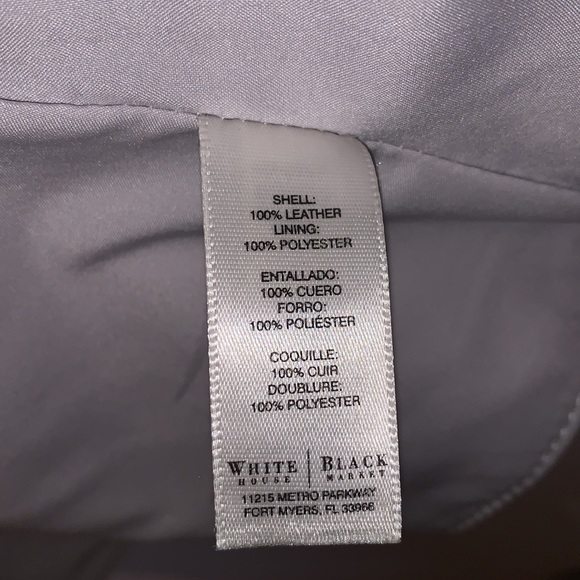 SHELL:
100% LEATHER
LINING:
100% POLYESTER
ENTALLADO:
100% CUERO
FORRO:
100% POLIÉSTER
COQUILLE:
100% CUIR
DOUBLURE:
100% POLYESTER
WHITE | BLACK
HOUSE | MARKET
11215 METRO PARKWAY
FORT MYERS, FL 33966